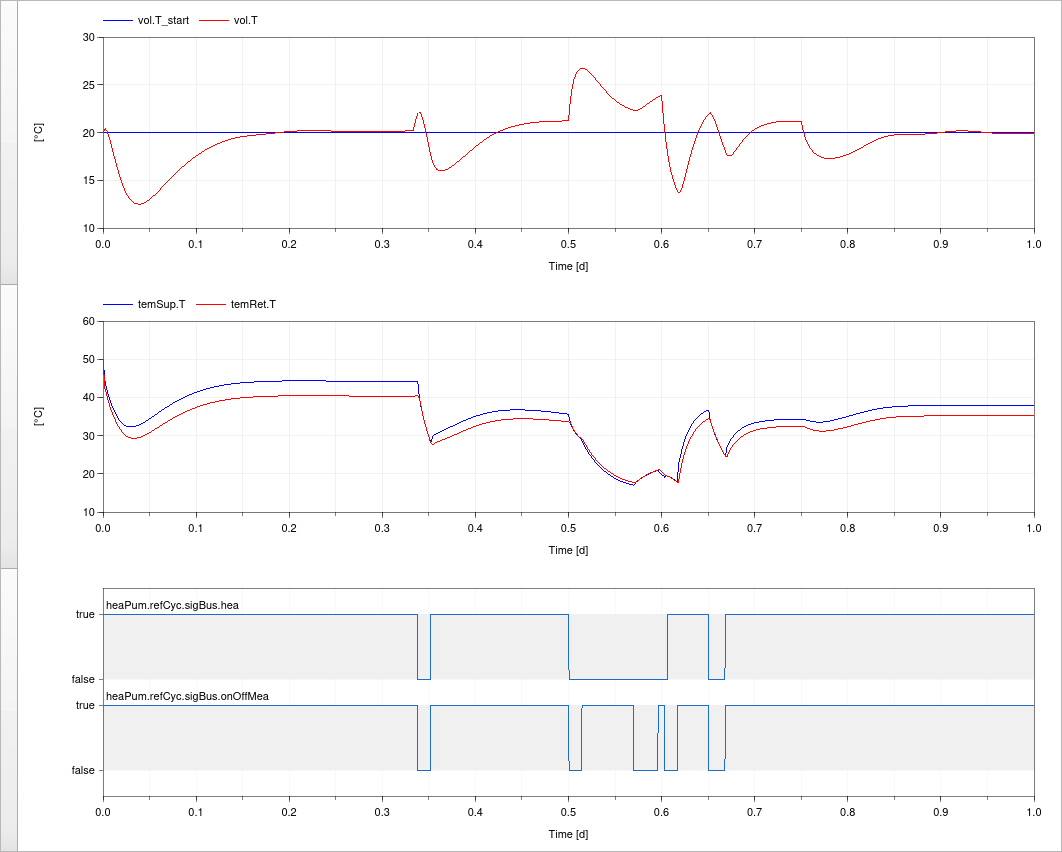 vol.T_start vol.T
30
25
20
15
10
[°C]
0.0 0.1 0.2 0.3 0.4 0.5 0.6 0.7 0.8 0.9 1.0
Time [d]
temSup.T temRet.T
60
50
40
30
20
10
[°C]
0.0 0.1 0.2 0.3 0.4 0.5 0.6 0.7 0.8 0.9 1.0
Time [d]
heaPum.refCyc.sigBus.hea
true
false
heaPum.refCyc.sigBus.onOffMea
true
false
0.0 0.1 0.2 0.3 0.4 0.5 0.6 0.7 0.8 0.9 1.0
Time [d]